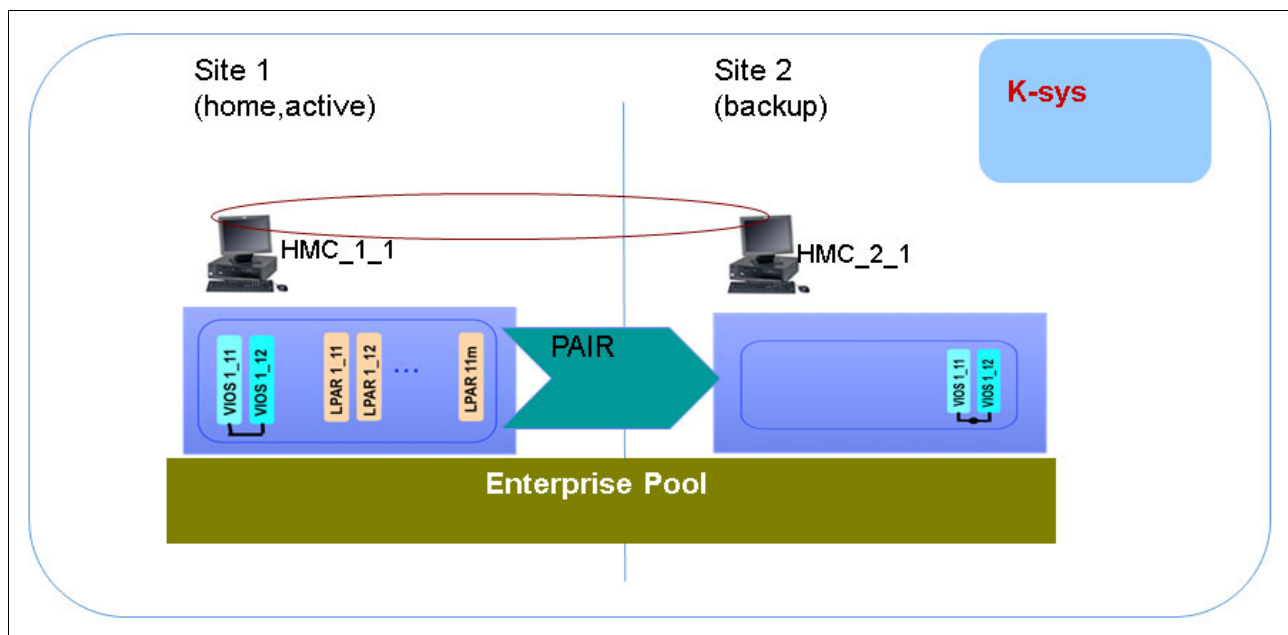 Site 1
(home,active)
Site 2
(backup)
K-sys
HMC_1_1
HMC_2_1
VIOS 1_11
VIOS 1_12
LPAR 1_11
LPAR 1_12
...
LPAR 11m
PAIR
VIOS 1_11
VIOS 1_12
Enterprise Pool